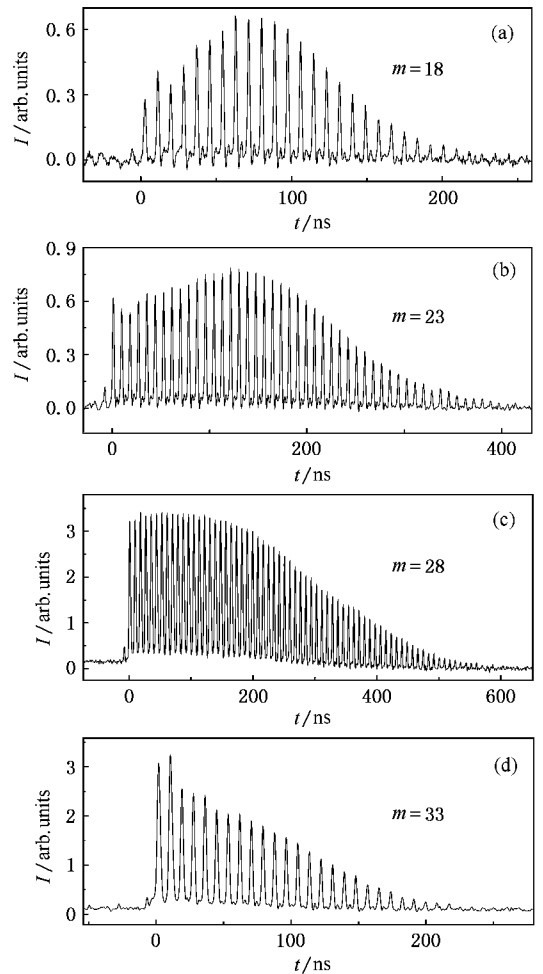 (a)
m=18
0.6
0.3
0.0
I/arb.units
0 100 200
t/ns
(b)
m=23
0.9
0.6
0.3
0.0
I/arb.units
0 200 400
t/ns
(c)
m=28
3
2
1
0
I/arb.units
0 200 400 600
t/ns
(d)
m=33
3
2
1
0
I/arb.units
0 100 200
t/ns